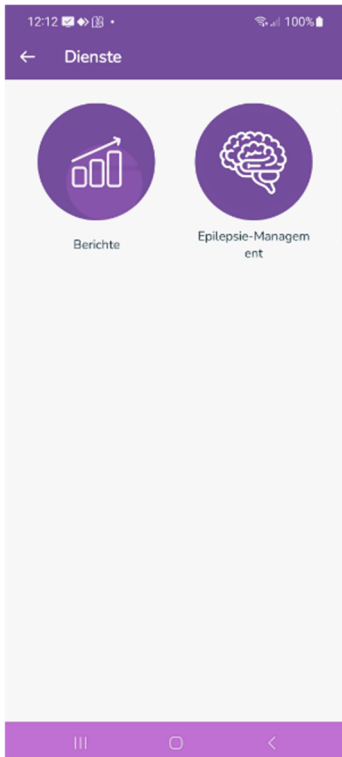 12:12 100%
Dienste
Berichte
Epilepsie-Managem
ent